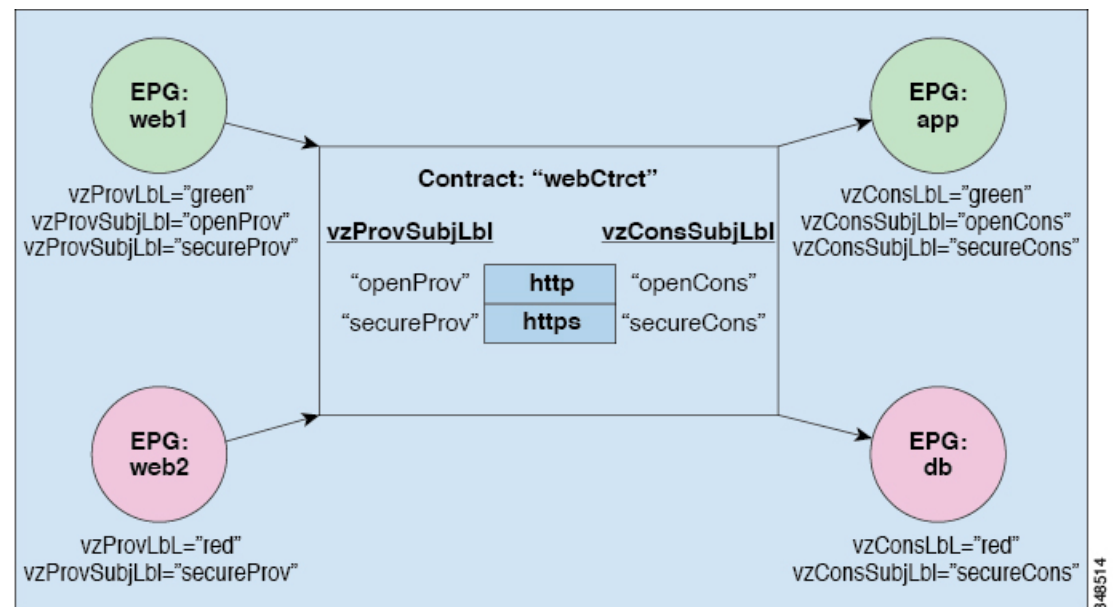 EPG:
web1
vzProvLbL="green"
vzProvSubjLbl="openProv"
vzProvSubjLbl="secureProv"
EPG:
app
vzConsLbL="green"
vzConsSubjLbl="openCons"
vzConsSubjLbl="secureCons"
Contract: “webCtrct”
vzProvSubjLbl vzConsSubjLbl
“openProv” http “openCons”
“secureProv” https “secureCons”
EPG:
web2
vzProvLbL="red"
vzProvSubjLbl="secureProv"
EPG:
db
vzConsLbL="red"
vzConsSubjLbl="secureCons"
348514